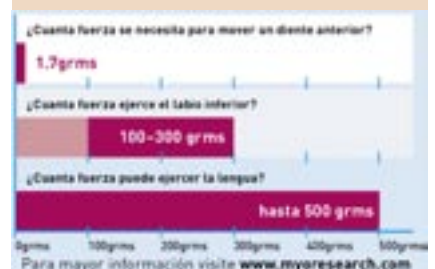 ¿Cuanta fuerza se necesita para mover un diente anterior?
1.7grms
¿Cuanta fuerza ejerce el labio inferior?
100-300 grms
¿Cuanta fuerza puede ejercer la lengua?
hasta 500 grms
0grms 100grms 200grms 300grms 400grms 500grms
Para mayor información visite www.myoresearch.com